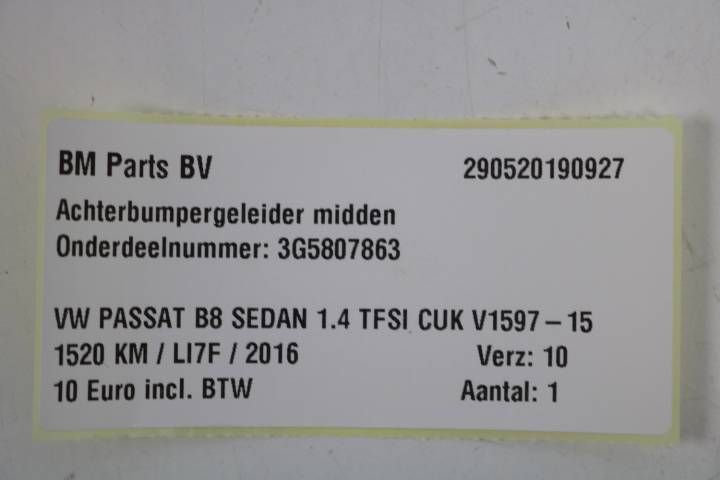 BM Parts BV 290520190927
Achterbumpergeleider midden
Onderdeelnummer: 3G5807863
VW PASSAT B8 SEDAN 1.4 TFSI CUK V1597 – 15
1520 KM / LI7F / 2016 Verz: 10
10 Euro incl. BTW Aantal: 1